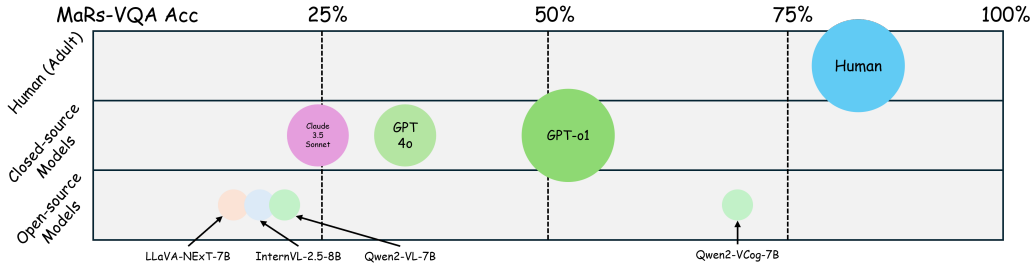 MaRs-VQA Acc 25% 50% 75% 100%
Human (Adult)
Human
Closed-source
Models
Claude
3.5
Sonnet
GPT
4o
GPT-o1
Open-source
Models
LLaVA-NExT-7B InternVL-2.5-8B Qwen2-VL-7B Qwen2-VCog-7B